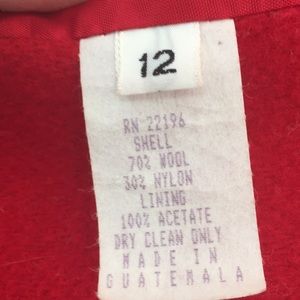 12
RN 22196
SHELL
70% WOOL
30% NYLON
LINING
100% ACETATE
DRY CLEAN ONLY
MADE IN
GUATEMALA